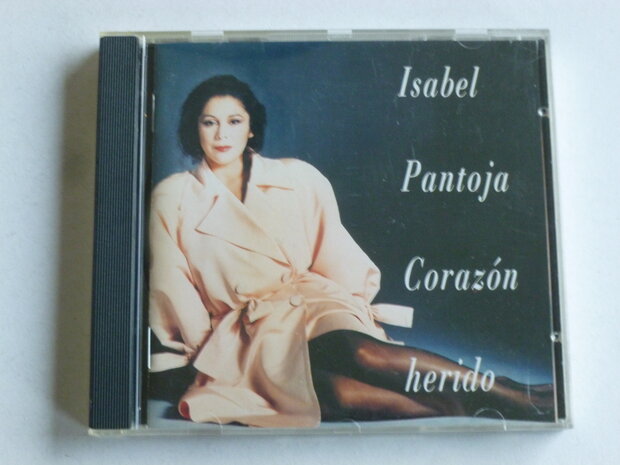 Isabel
Pantoja
Corazón
herido